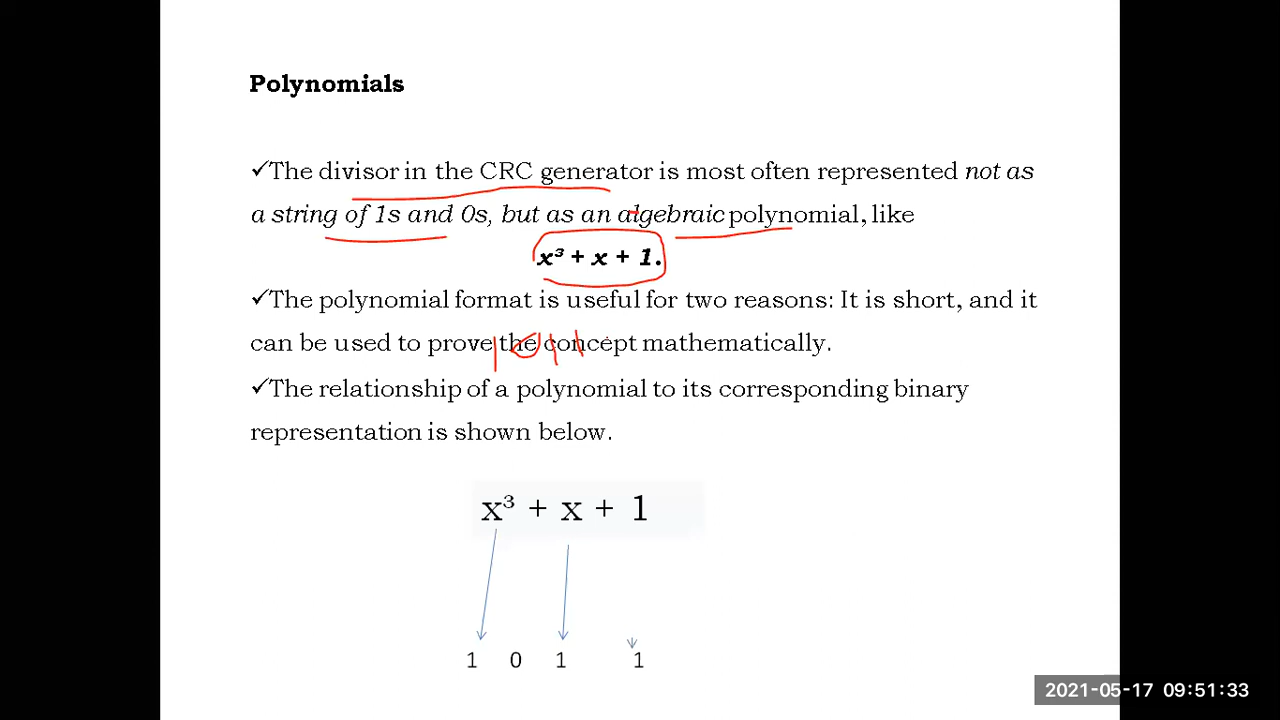 Polynomials
✓The divisor in the CRC generator is most often represented not as
a string of 1s and 0s, but as an algebraic polynomial, like
x³ + x + 1.
✓The polynomial format is useful for two reasons: It is short, and it
can be used to prove the concept mathematically.
1011
✓The relationship of a polynomial to its corresponding binary
representation is shown below.
x³ + x + 1
1 0 1 1
2021-05-17 09:51:33